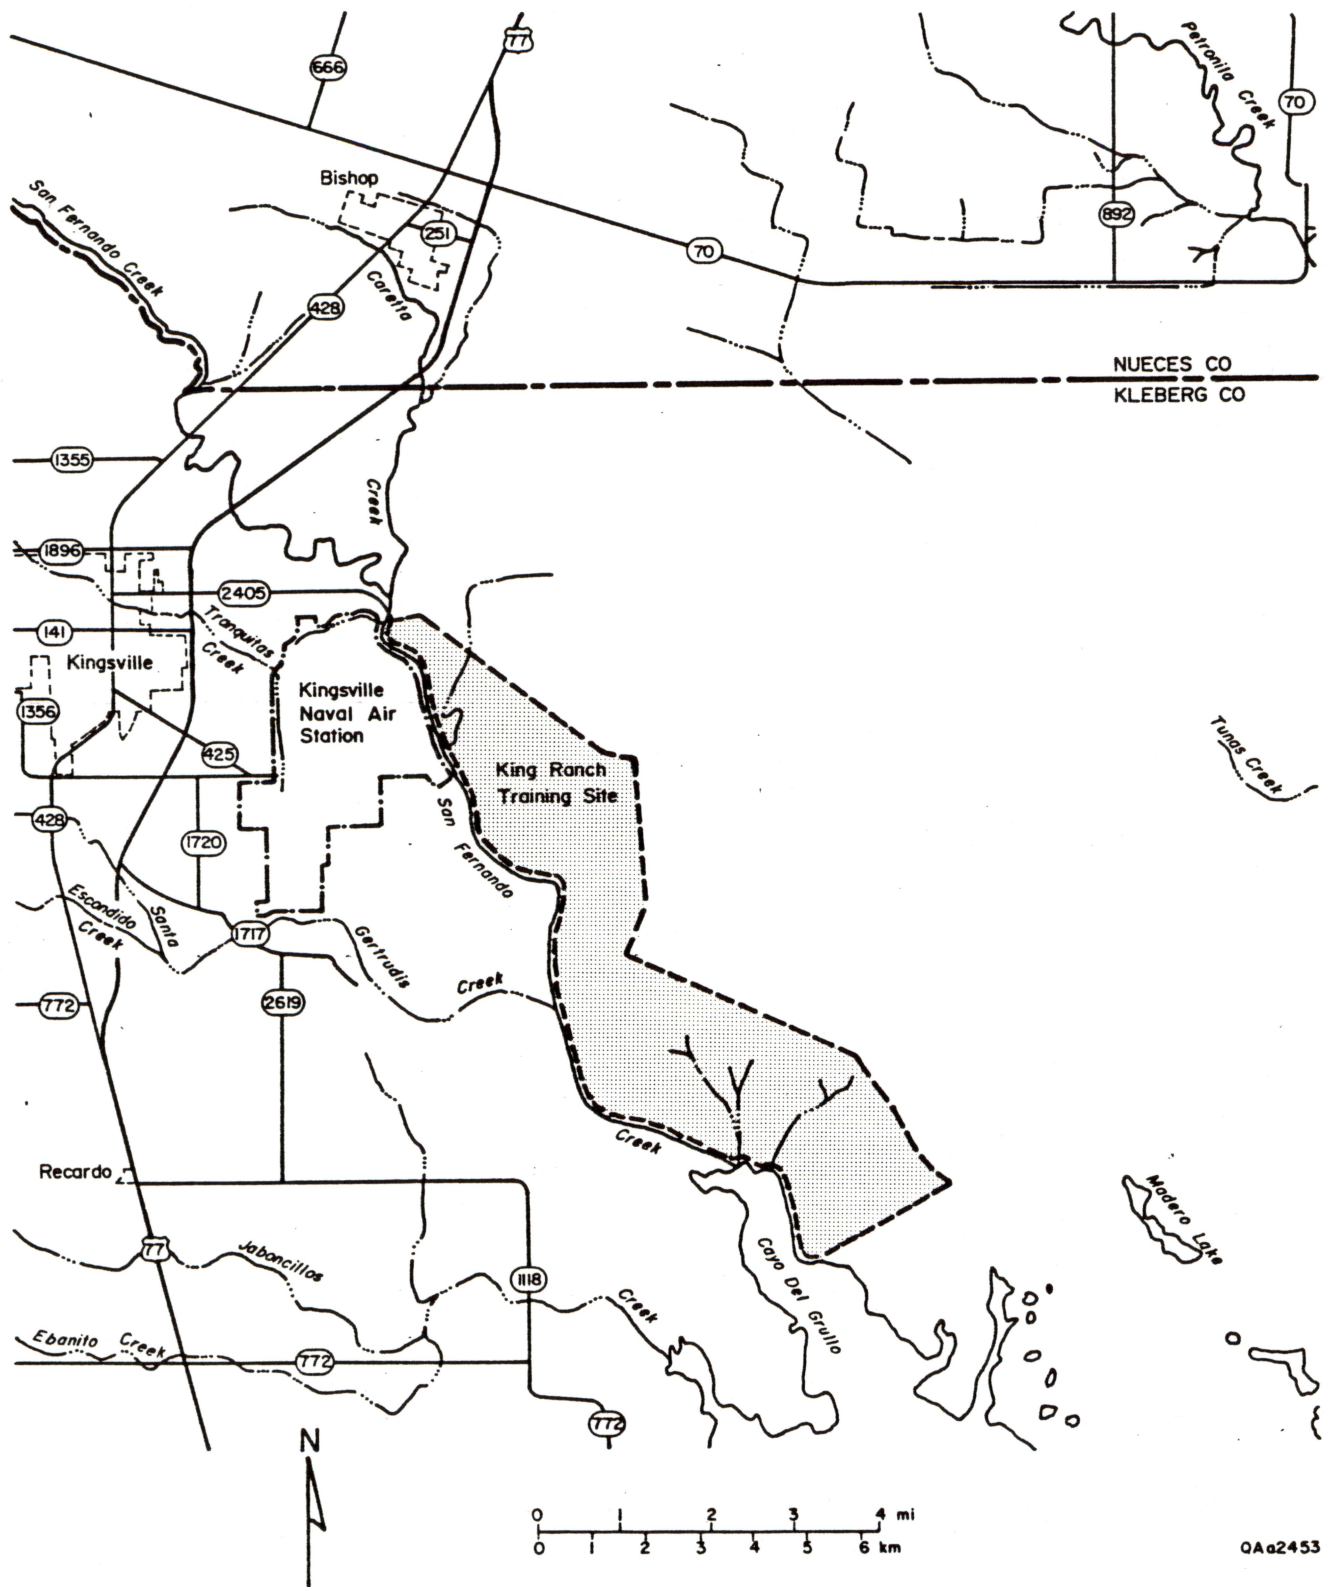 77
666
Petronila Creek
70
Bishop
San Fernando Creek
251
892
70
Caretta
428
NUECES CO
KLEBERG CO
1355
Creek
1896
2405
Tranquitas
Creek
141
Kingsville
Kingsville
Naval Air
Station
1356
425
Tunas Creek
King Ranch
Training Site
San
Fernando
428
1720
Escondido
Creek
Santa
1717
Gertrudis
Creek
772
2619
Creek
Recardo
Madero Lake
77
Jaboncillos
Cayo Del Grullo
1118
Creek
Ebanito Creek
772
772
N
0 1 2 3 4 mi
0 1 2 3 4 5 6 km
QAa2453